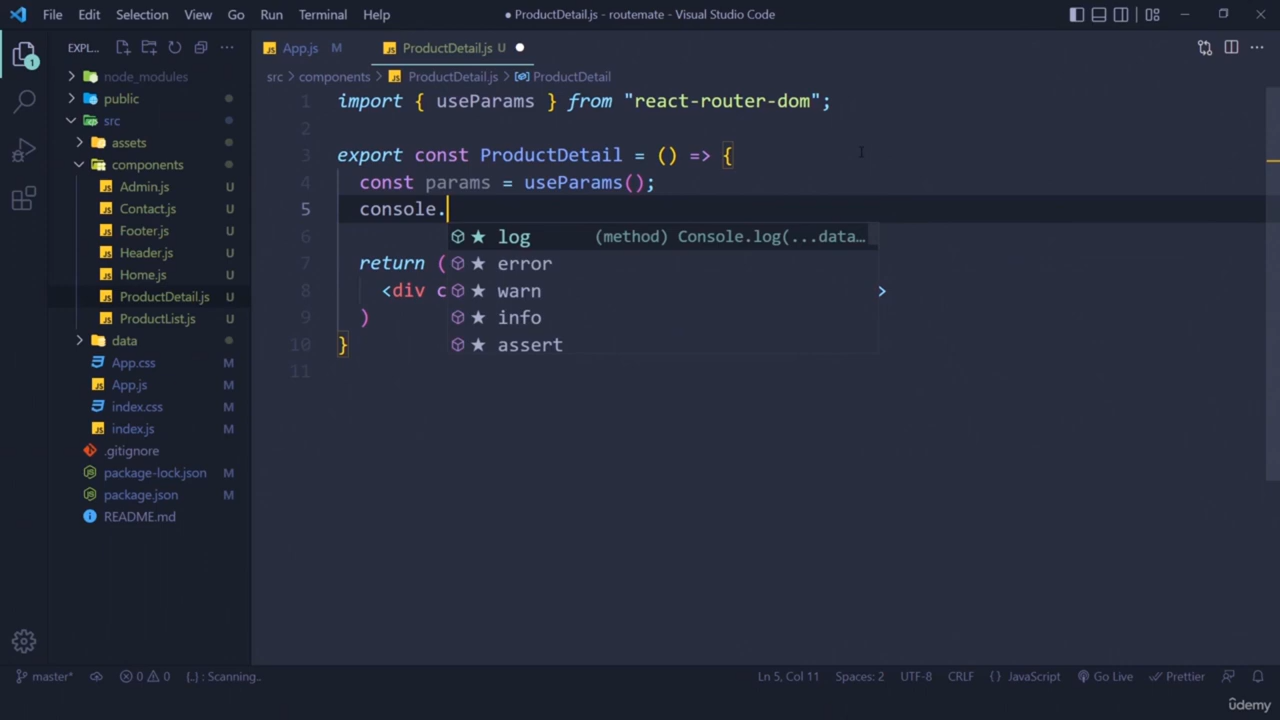 File Edit Selection View Go Run Terminal Help
● ProductDetail.js - routemate - Visual Studio Code
EXPL...
1
node_modules
public
src
assets
components
Admin.js U
Contact.js U
Footer.js U
Header.js U
Home.js U
ProductDetail.js U
ProductList.js U
data
App.css M
App.js M
index.css M
index.js M
.gitignore
package-lock.json M
package.json M
README.md
App.js M ProductDetail.js U ●
src > components > ProductDetail.js > ProductDetail
1 import { useParams } from "react-router-dom";
2
3 export const ProductDetail = () => {
4 const params = useParams();
5 console.
6 log (method) Console.log(...data…
7 return ( error
8 <div c warn >
9 ) info
10 } assert
11
master* 0 0 {..} : Scanning.. Ln 5, Col 11 Spaces: 2 UTF-8 CRLF {} JavaScript Go Live Prettier
ûdemy